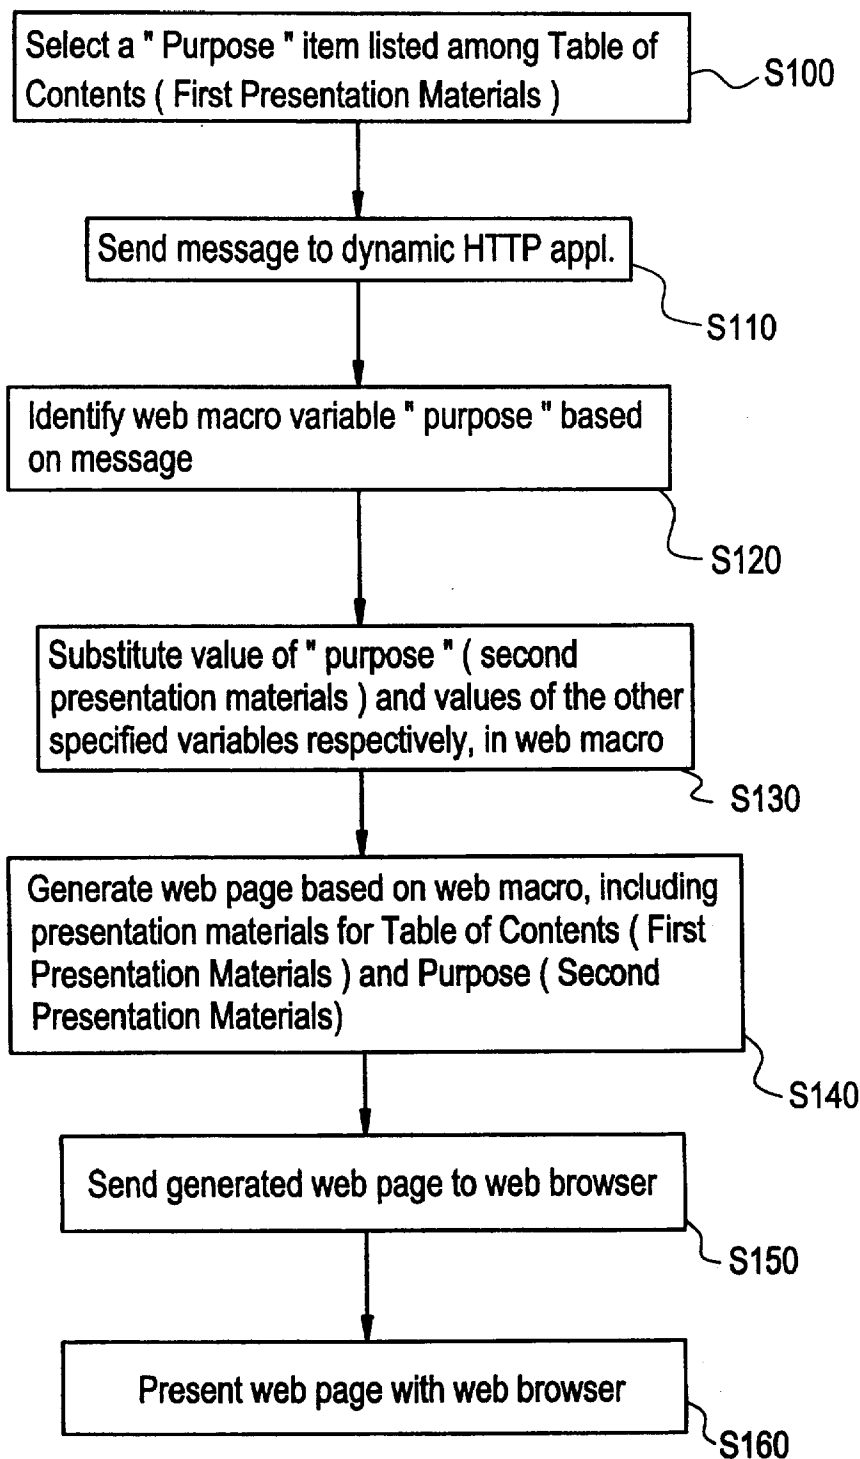 Select a " Purpose " item listed among Table of
Contents ( First Presentation Materials )
S100
Send message to dynamic HTTP appl.
S110
Identify web macro variable " purpose " based
on message
S120
Substitute value of " purpose " ( second
presentation materials ) and values of the other
specified variables respectively, in web macro
S130
Generate web page based on web macro, including
presentation materials for Table of Contents ( First
Presentation Materials ) and Purpose ( Second
Presentation Materials)
S140
Send generated web page to web browser
S150
Present web page with web browser
S160